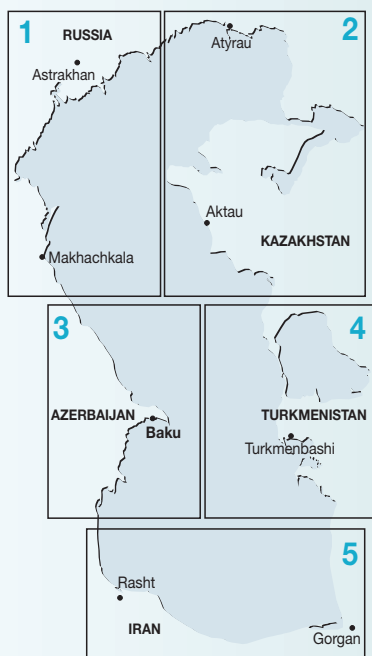 1
RUSSIA
Astrakhan
Makhachkala
2
Atyrau
Aktau
KAZAKHSTAN
3
AZERBAIJAN
Baku
4
TURKMENISTAN
Turkmenbashi
5
Rasht
IRAN
Gorgan